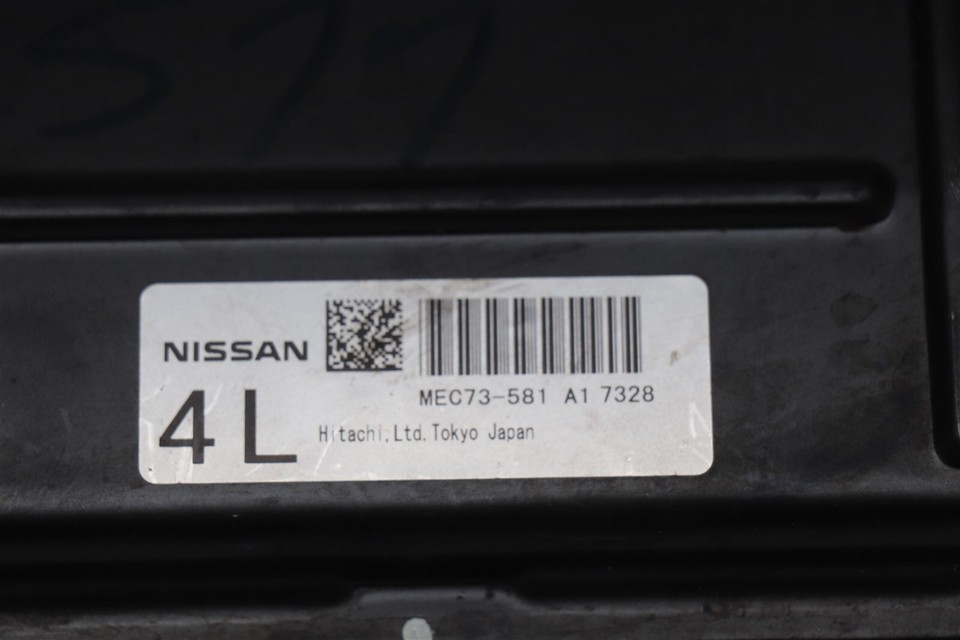 NISSAN
MEC73-581 A1 7328
4L
Hitachi,Ltd.Tokyo Japan